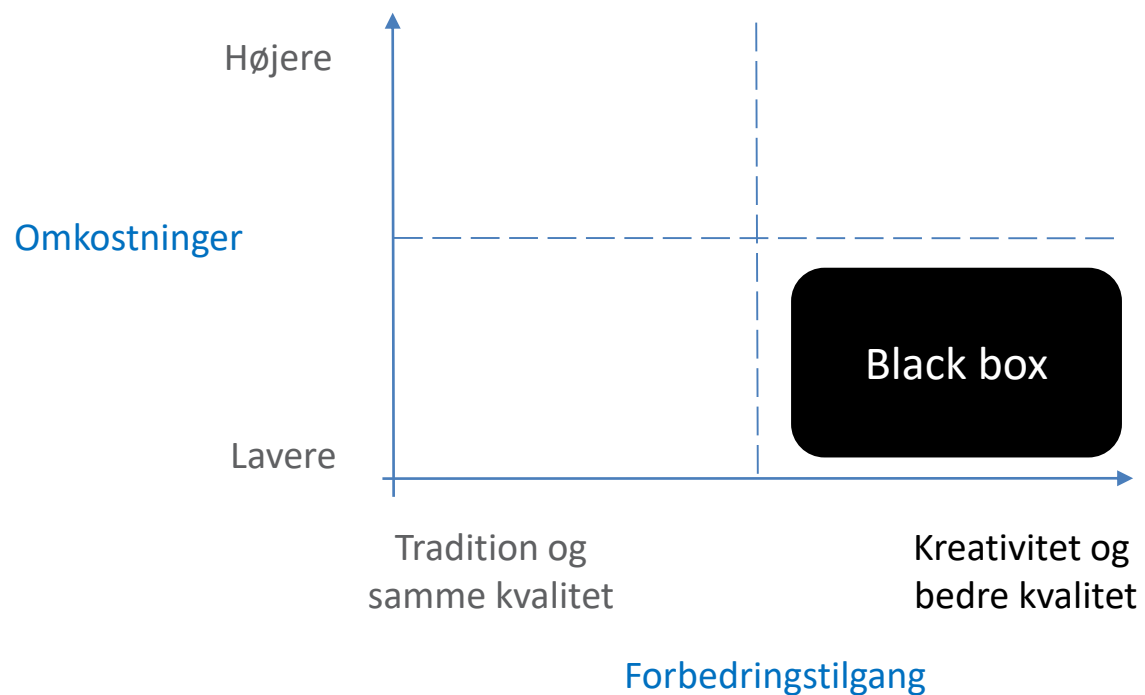 Højere
Omkostninger
Black box
Lavere
Tradition og
samme kvalitet
Kreativitet og
bedre kvalitet
Forbedringstilgang